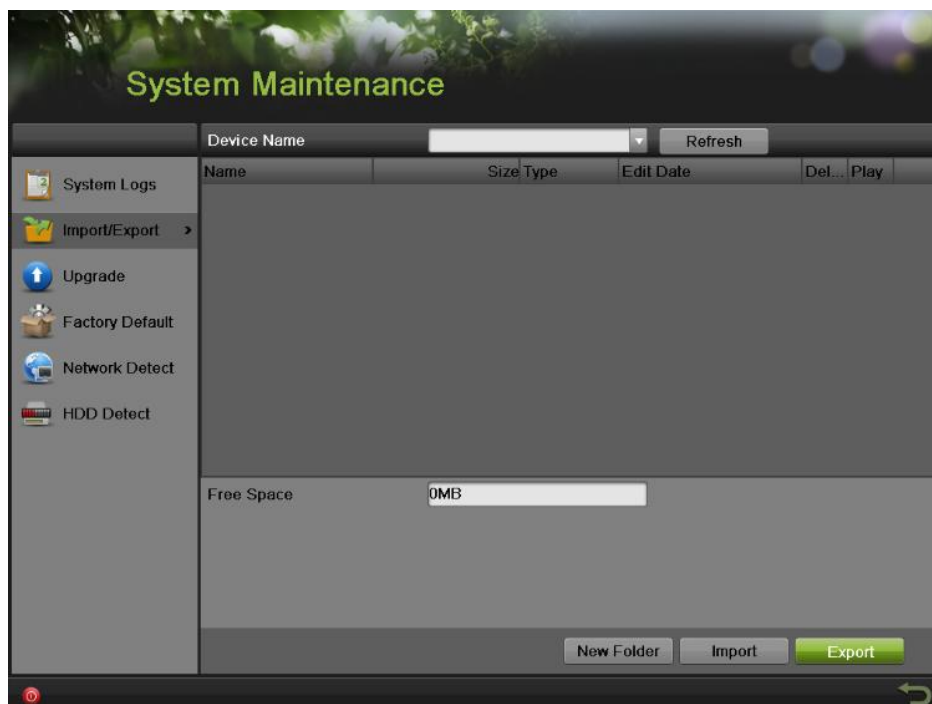 System Maintenance
Device Name Refresh
Name Size Type Edit Date Del... Play
System Logs
Import/Export >
Upgrade
Factory Default
Network Detect
HDD Detect
Free Space 0MB
New Folder Import Export